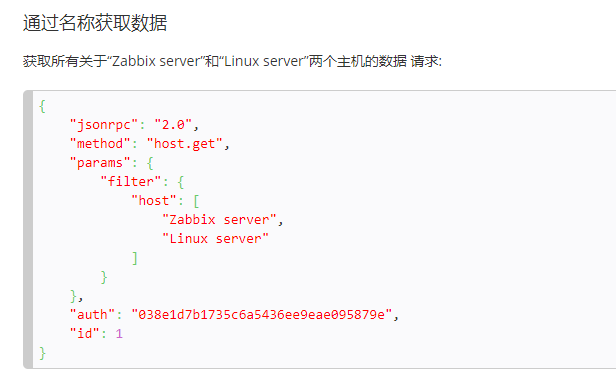 通过名称获取数据
获取所有关于“Zabbix server”和“Linux server”两个主机的数据 请求:
{
    "jsonrpc": "2.0",
    "method": "host.get",
    "params": {
        "filter": {
            "host": [
                "Zabbix server",
                "Linux server"
            ]
        }
    },
    "auth": "038e1d7b1735c6a5436ee9eae095879e",
    "id": 1
}